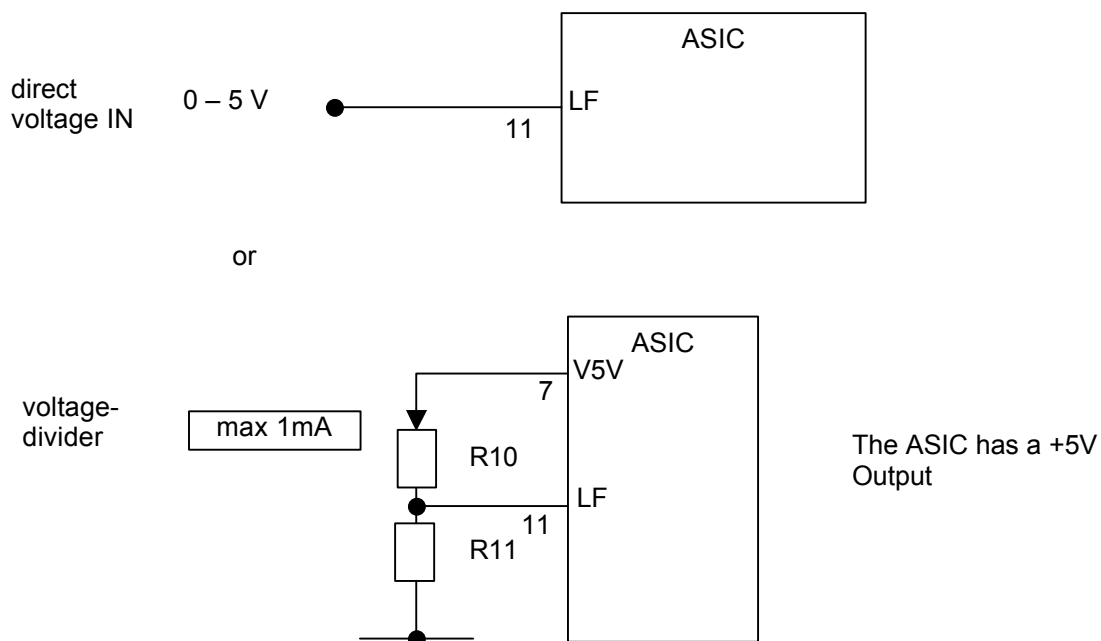 ASIC
direct
voltage IN
0 – 5 V
LF
11
or
ASIC
V5V
7
voltage-
divider
max 1mA
R10
The ASIC has a +5V
Output
LF
11
R11